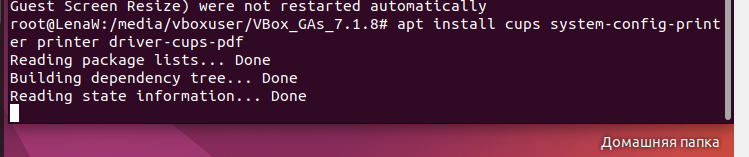 Guest Screen Resize) were not restarted automatically
root@LenaW:/media/vboxuser/VBox_GAs_7.1.8# apt install cups system-config-print
er printer driver-cups-pdf
Reading package lists... Done
Building dependency tree... Done
Reading state information... Done
Домашняя папка